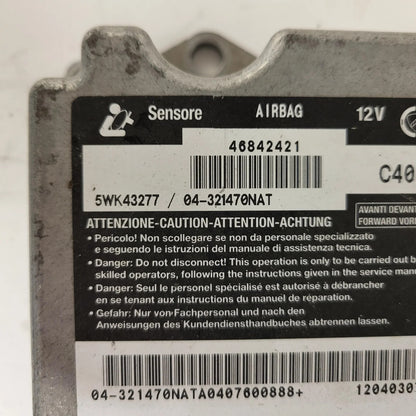 Sensore AIRBAG 12V
46842421
C40
5WK43277 / 04-321470NAT
AVANTI DEVANT
FORWARD VOR
ATTENZIONE-CAUTION-ATTENTION-ACHTUNG
• Pericolo! Non scollegare se non da personale specializzato
e seguendo le istruzioni del manuale di assistenza tecnica.
• Danger: Do not disconnect! This operation is only to be carried out b
skilled operators, following the instructions given in the service manu
• Danger: Seul le personel spécialisé est autorisé à débrancher
en se tenant aux instructions du manuel de réparation.
• Gefahr: Nur von Fachpersonal und nach den
Anweisungen des Kundendiensthandbuches abtrennen lassen.
04-321470NATA0407600888+ 12040307